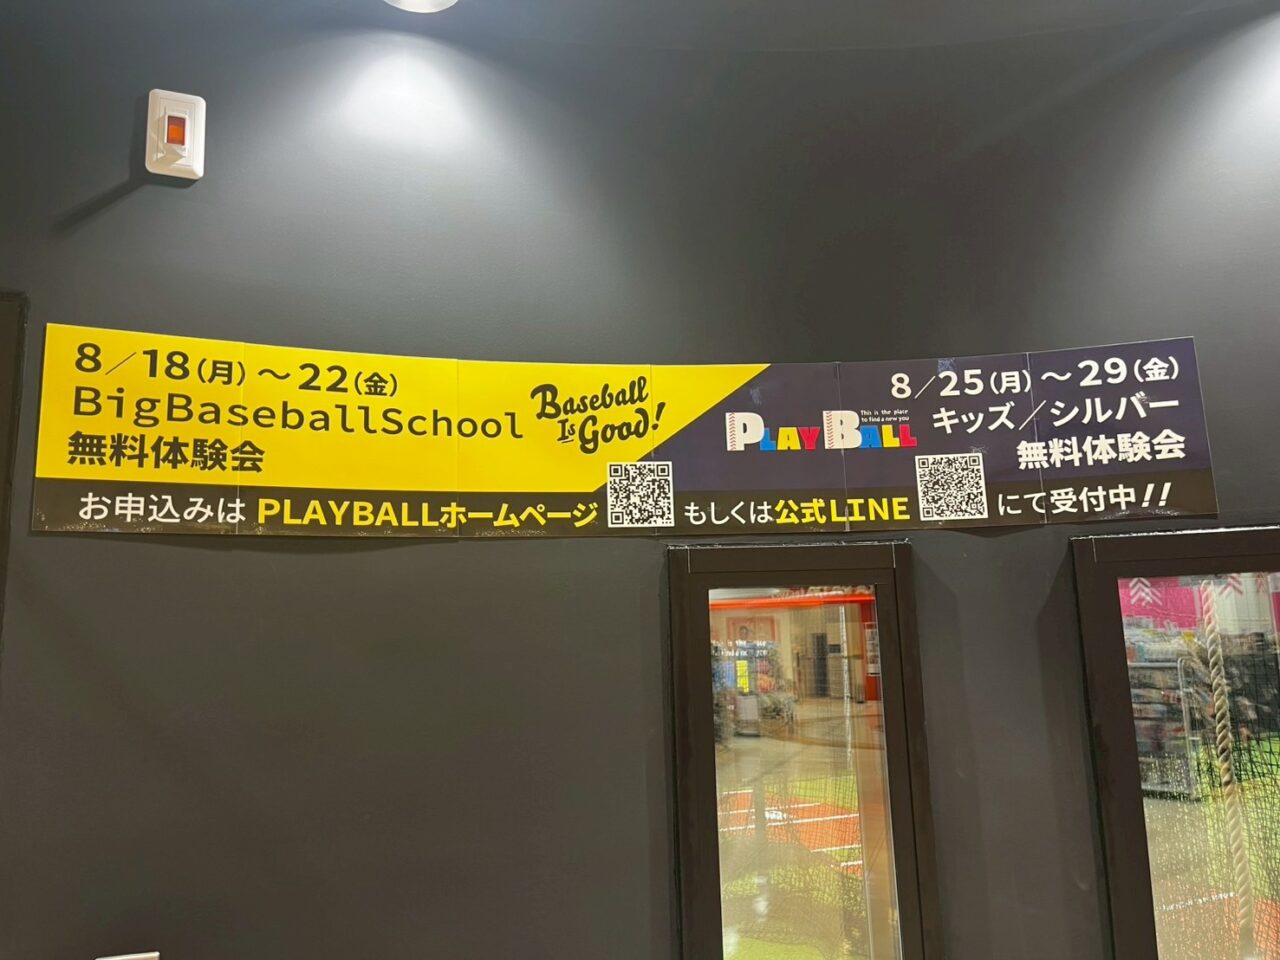 8／18（月）～22（金）
BigBaseballSchool
無料体験会
Baseball
Is
Good!
PLAY BALL
This is the place
to find a new you
8／25（月）～29（金）
キッズ／シルバー
無料体験会
お申込みは PLAYBALLホームページ もしくは公式LINE にて受付中!!